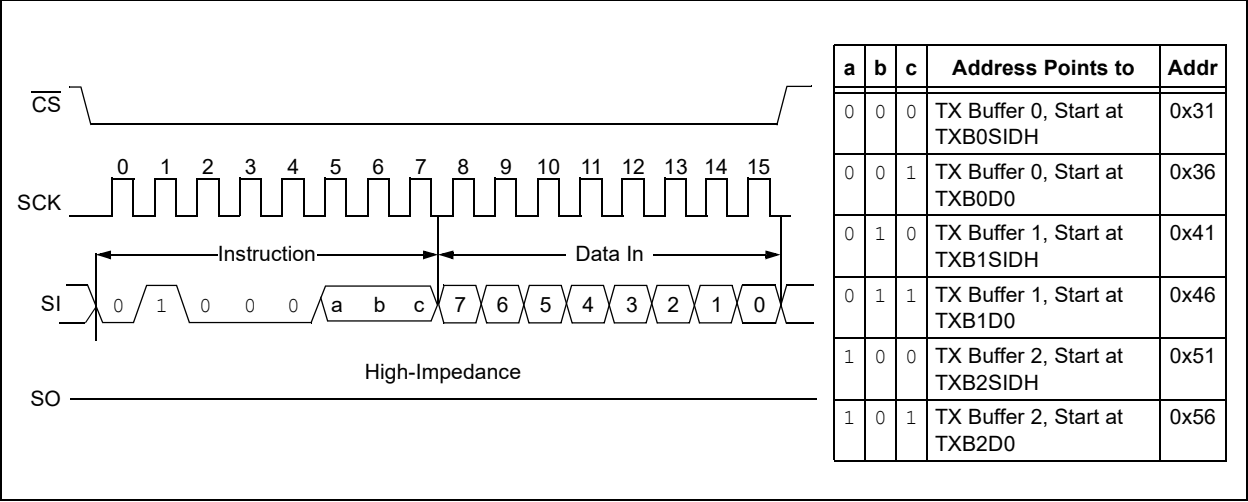 CS
0 1 2 3 4 5 6 7 8 9 10 11 12 13 14 15
SCK
Instruction Data In
SI 0 1 0 0 0 a b c 7 6 5 4 3 2 1 0
High-Impedance
SO
a b c Address Points to Addr
0 0 0 TX Buffer 0, Start at 0x31
TXB0SIDH
0 0 1 TX Buffer 0, Start at 0x36
TXB0D0
0 1 0 TX Buffer 1, Start at 0x41
TXB1SIDH
0 1 1 TX Buffer 1, Start at 0x46
TXB1D0
1 0 0 TX Buffer 2, Start at 0x51
TXB2SIDH
1 0 1 TX Buffer 2, Start at 0x56
TXB2D0